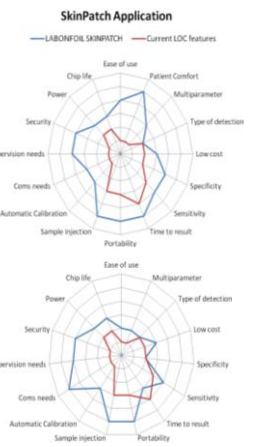 SkinPatch Application
LABONFOIL SKINPATCH Current LOC features
Ease of use
Chip life Patient Comfort
Power Multiparameter
Security Type of detection
ervision needs Low cost
Coms needs Specificity
Automatic Calibration Sensitivity
Sample injection Time to result
Portability
Ease of use
Chip life Multiparameter
Power Type of detection
Security Low cost
ervision needs Specificity
Coms needs Sensitivity
Automatic Calibration Time to result
Sample injection Portability